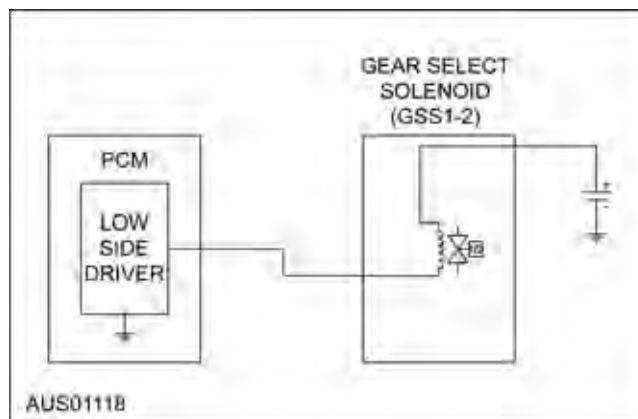 GEAR SELECT
SOLENOID
(GSS1-2)
PCM
LOW
SIDE
DRIVER
+
-
AUS01118